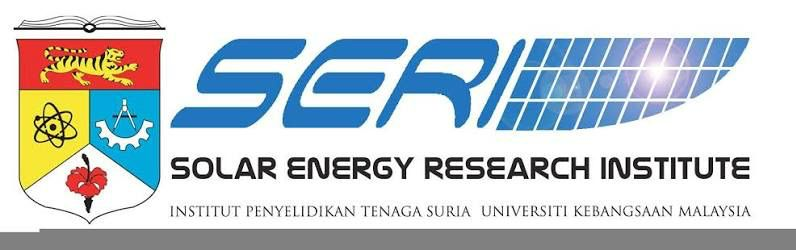 SERI
SOLAR ENERGY RESEARCH INSTITUTE
INSTITUT PENYELIDIKAN TENAGA SURIA UNIVERSITI KEBANGSAAN MALAYSIA